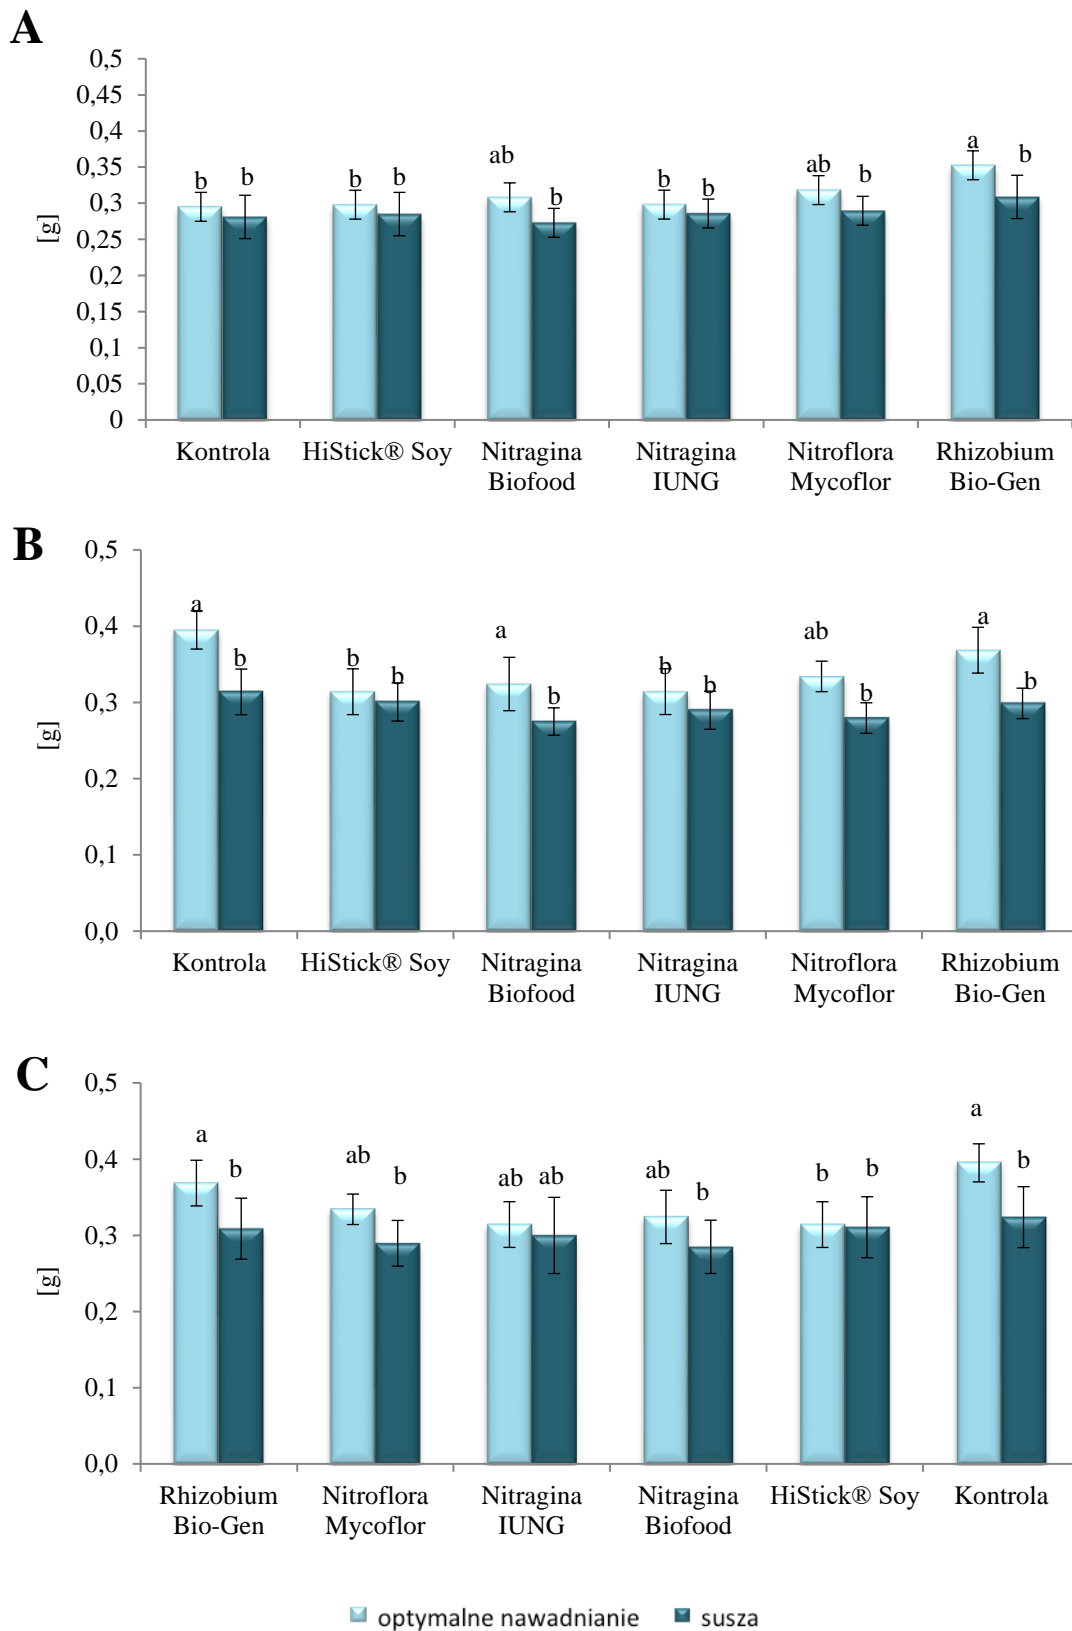 A
0,5
0,45
0,4
0,35
0,3
0,25
0,2
0,15
0,1
0,05
0
[g]
b b b b ab b b b ab b a b
Kontrola HiStick® Soy Nitragina Biofood Nitragina IUNG Nitroflora Mycoflor Rhizobium Bio-Gen
B
0,5
0,4
0,3
0,2
0,1
0,0
[g]
a b b b a b b b ab b a b
Kontrola HiStick® Soy Nitragina Biofood Nitragina IUNG Nitroflora Mycoflor Rhizobium Bio-Gen
C
0,5
0,4
0,3
0,2
0,1
0,0
[g]
a b ab b ab ab ab b b b a b
Rhizobium Bio-Gen Nitroflora Mycoflor Nitragina IUNG Nitragina Biofood HiStick® Soy Kontrola
optymalne nawadnianie susza